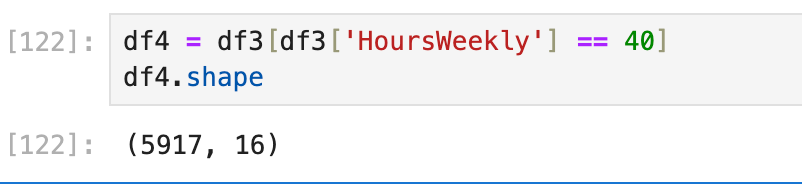 [122]: df4 = df3[df3['HoursWeekly'] == 40]
df4.shape
[122]: (5917, 16)